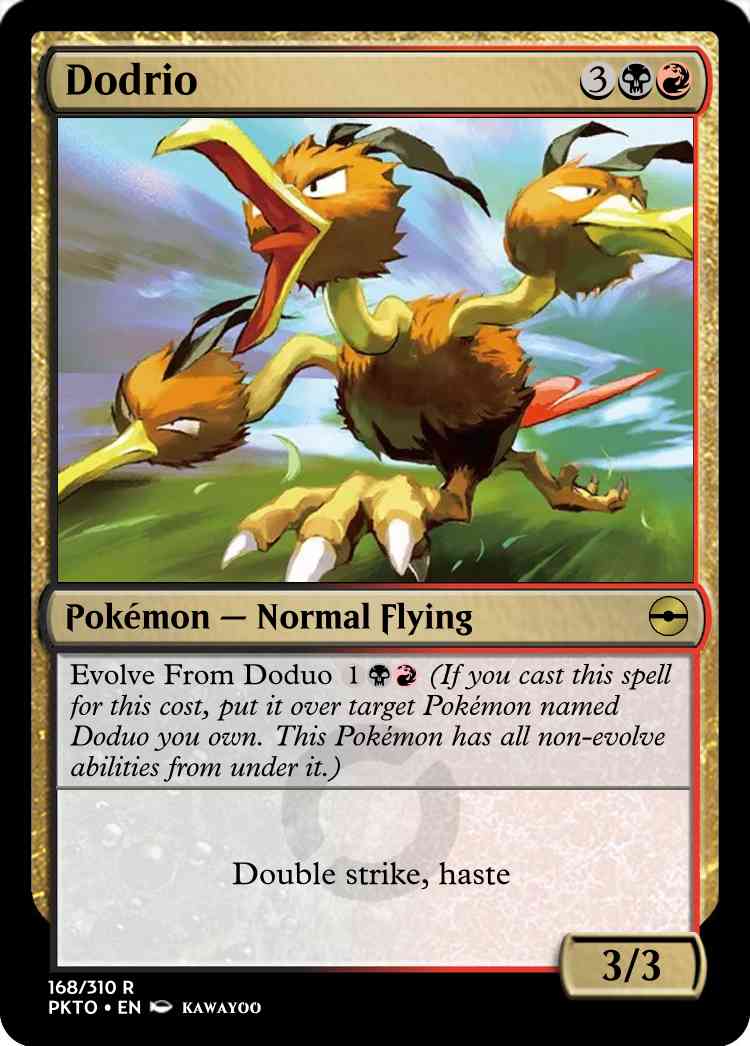 Dodrio 3
Pokémon — Normal Flying
Evolve From Doduo 1 (If you cast this spell
for this cost, put it over target Pokémon named
Doduo you own. This Pokémon has all non-evolve
abilities from under it.)
Double strike, haste
3/3
168/310 R
PKTO • EN KAWAYOO